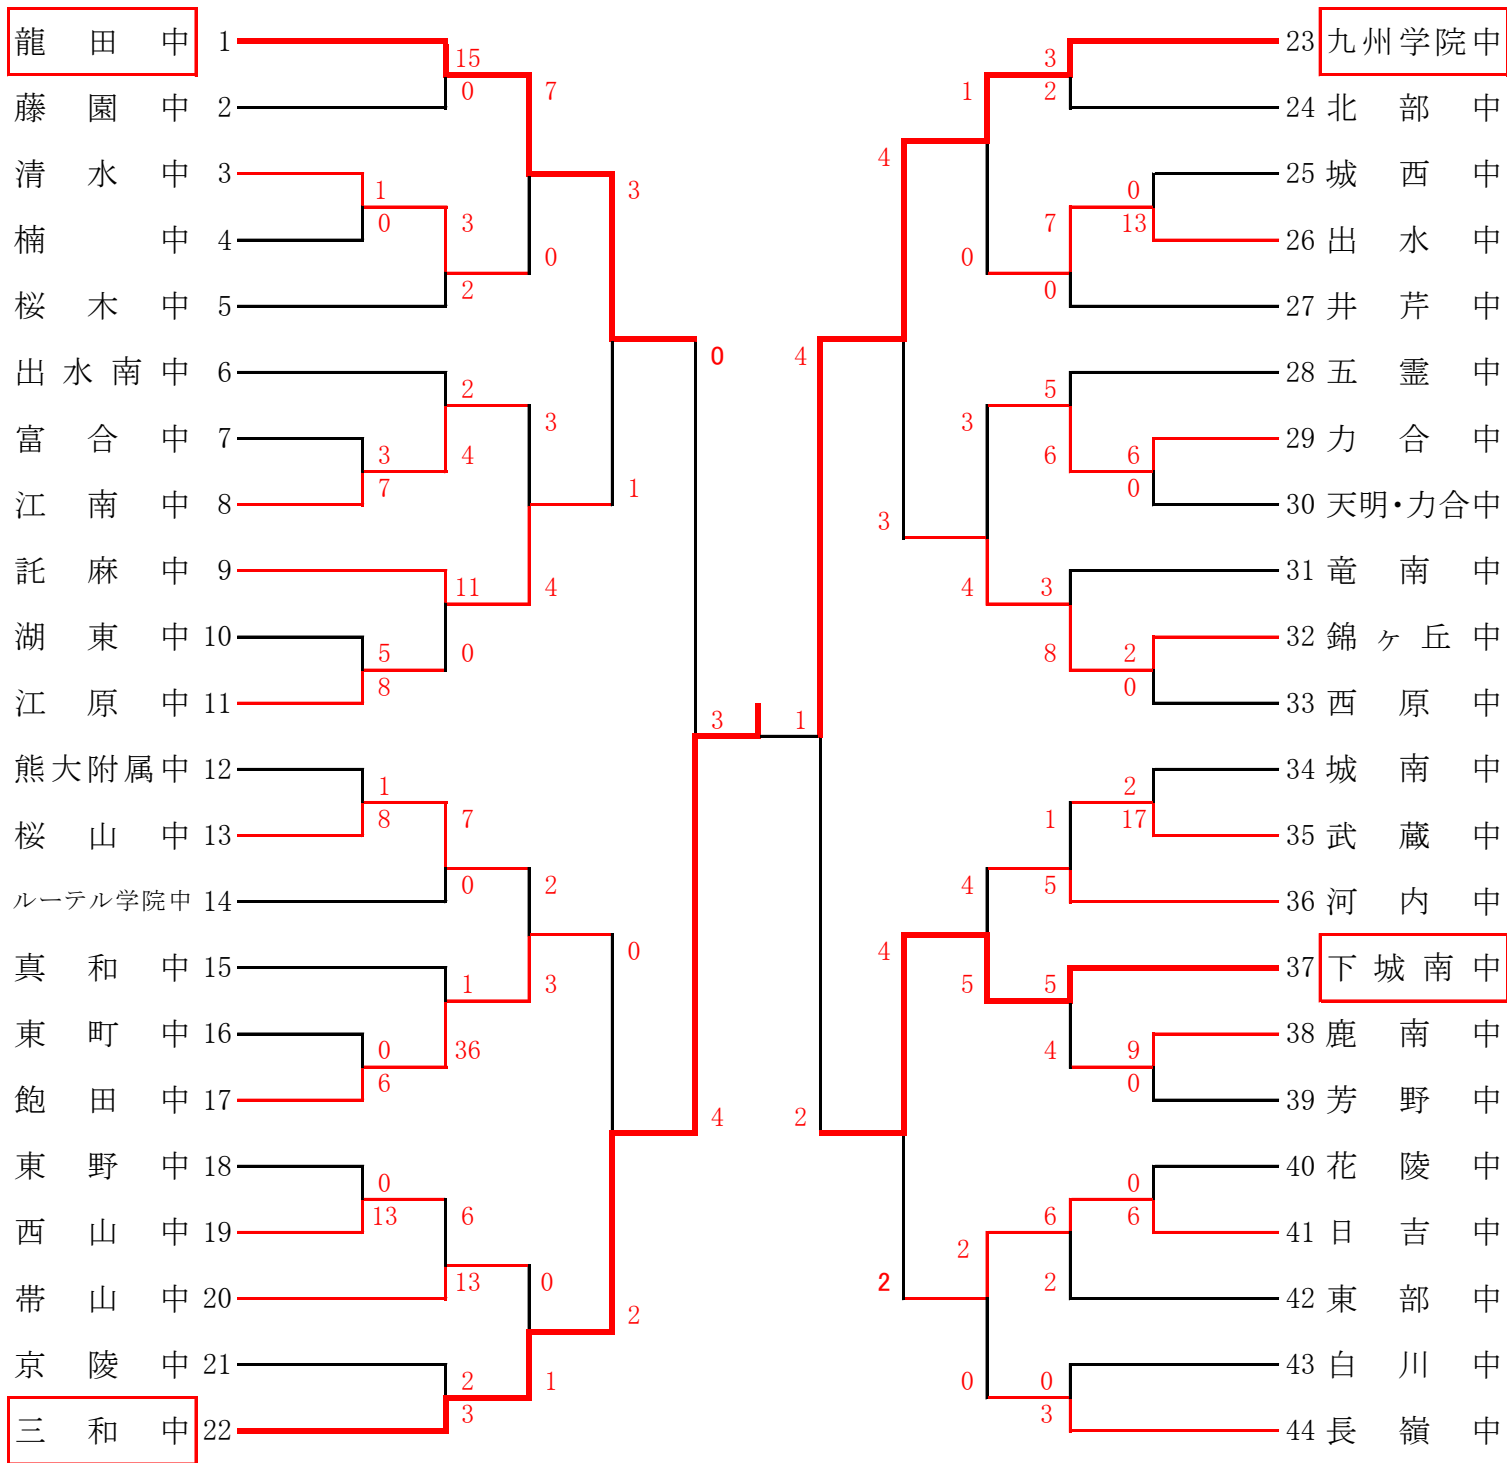 龍田中 1
藤園中 2
清水中 3
楠中 4
桜木中 5
出水南中 6
富合中 7
江南中 8
託麻中 9
湖東中 10
江原中 11
熊大附属中 12
桜山中 13
ルーテル学院中 14
真和中 15
東町中 16
飽田中 17
東野中 18
西山中 19
帯山中 20
京陵中 21
三和中 22
15
0
7
1
0
3
2
0
3
2
3
7
4
3
11
5
8
0
4
1
0
1
8
7
0
2
1
0
6
36
3
0
0
13
6
13
0
2
3
1
2
4
3
1
4
2
3
2
1
0
13
7
0
0
4
5
6
0
6
3
3
2
0
8
4
3
2
17
1
5
4
5
9
0
4
5
4
0
6
6
2
2
0
3
0
2
23 九州学院中
24 北部中
25 城西中
26 出水中
27 井芹中
28 五霊中
29 力合中
30 天明・力合中
31 竜南中
32 錦ヶ丘中
33 西原中
34 城南中
35 武蔵中
36 河内中
37 下城南中
38 鹿南中
39 芳野中
40 花陵中
41 日吉中
42 東部中
43 白川中
44 長嶺中